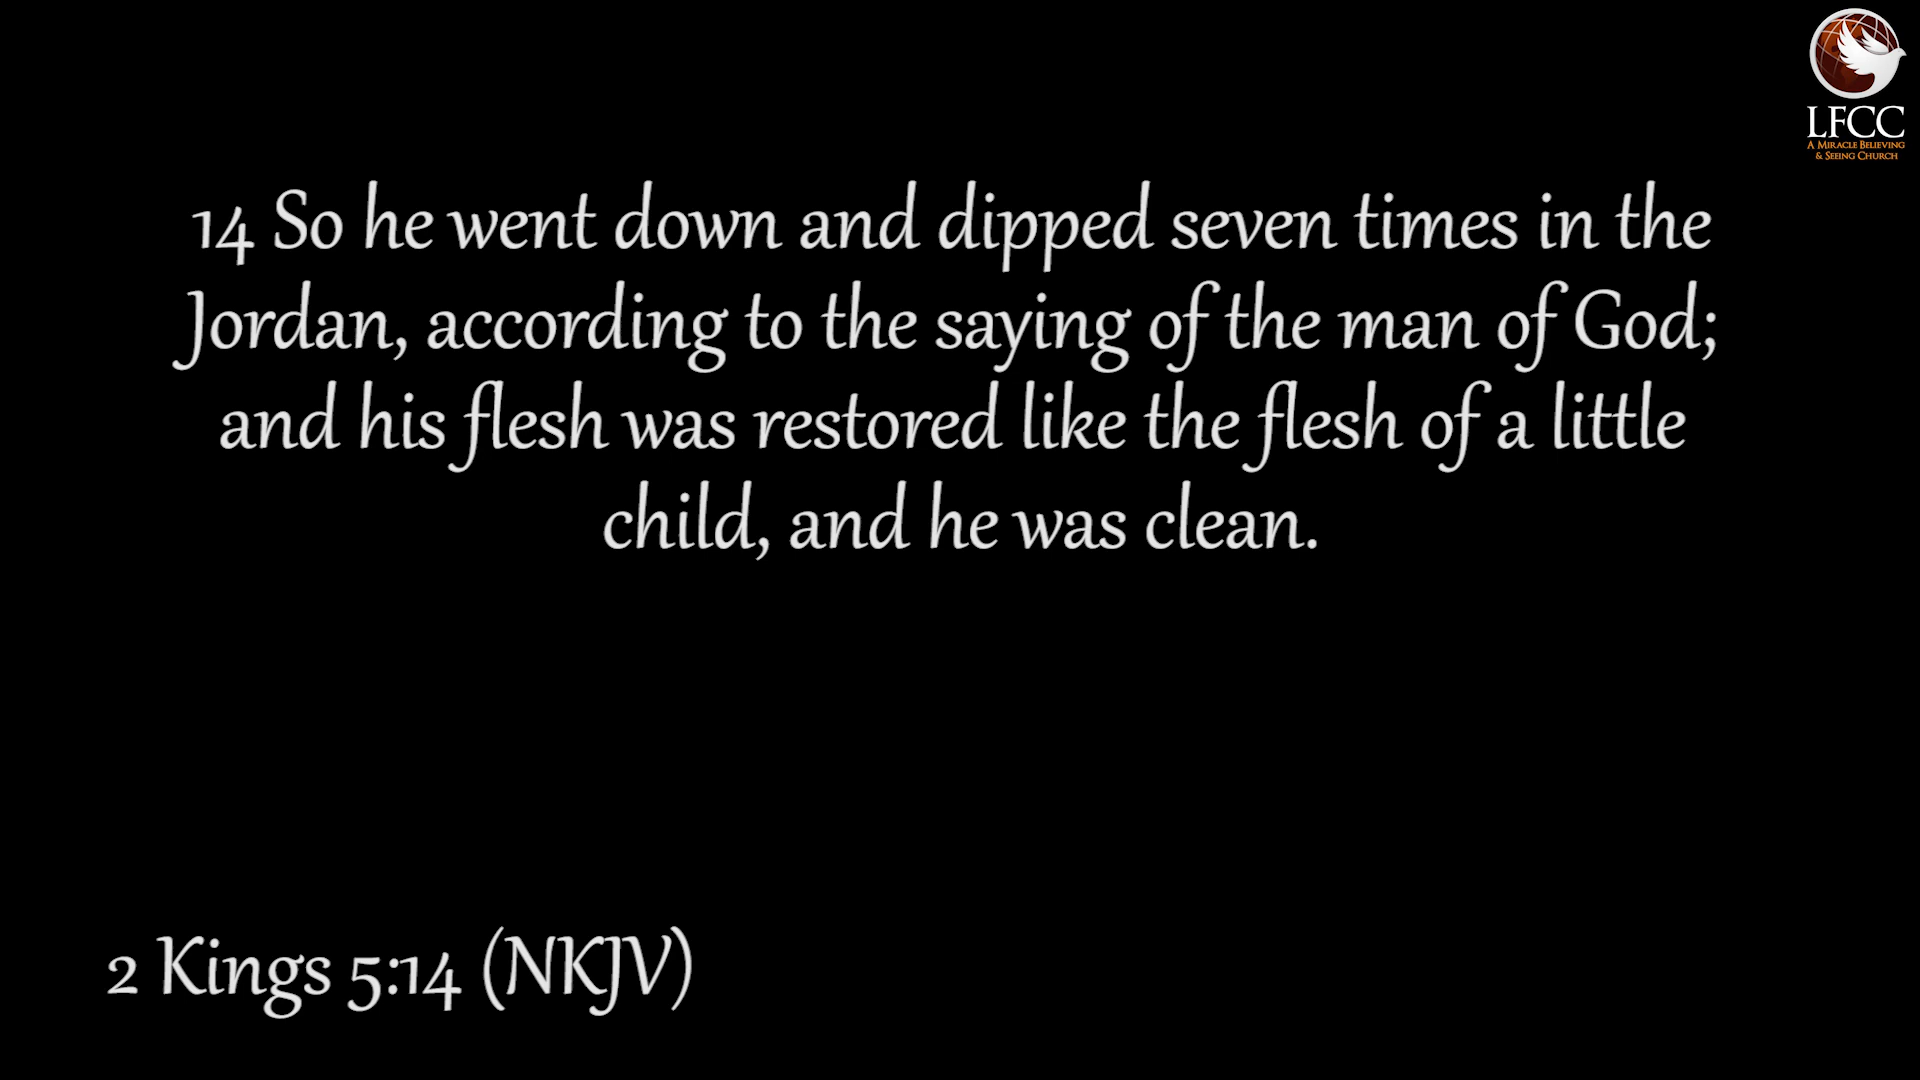 LFCC
A Miracle Believing
& Seeing Church
14 So he went down and dipped seven times in the
Jordan, according to the saying of the man of God;
and his flesh was restored like the flesh of a little
child, and he was clean.
2 Kings 5:14 (NKJV)